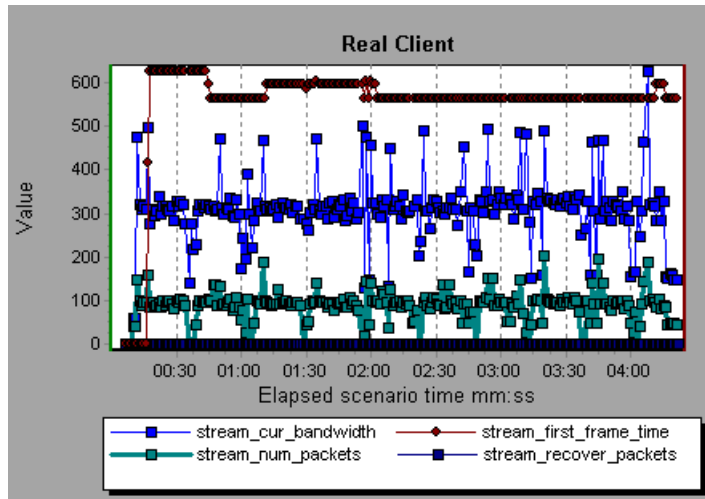 Real Client
600
500
400
300
200
100
0
Value
00:30 01:00 01:30 02:00 02:30 03:00 03:30 04:00
Elapsed scenario time mm:ss
stream_cur_bandwidth stream_first_frame_time
stream_num_packets stream_recover_packets